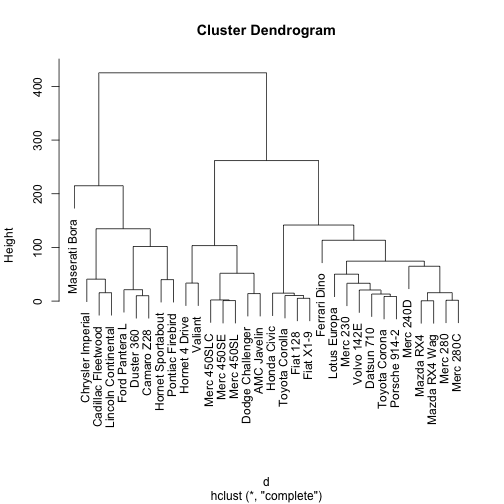 Cluster Dendrogram
Height
0
100
200
300
400
Maserati Bora
Chrysler Imperial
Cadillac Fleetwood
Lincoln Continental
Ford Pantera L
Duster 360
Camaro Z28
Hornet Sportabout
Pontiac Firebird
Hornet 4 Drive
Valiant
Merc 450SLC
Merc 450SE
Merc 450SL
Dodge Challenger
AMC Javelin
Honda Civic
Toyota Corolla
Fiat 128
Fiat X1-9
Ferrari Dino
Lotus Europa
Merc 230
Volvo 142E
Datsun 710
Toyota Corona
Porsche 914-2
Merc 240D
Mazda RX4
Mazda RX4 Wag
Merc 280
Merc 280C
d
hclust (*, "complete")